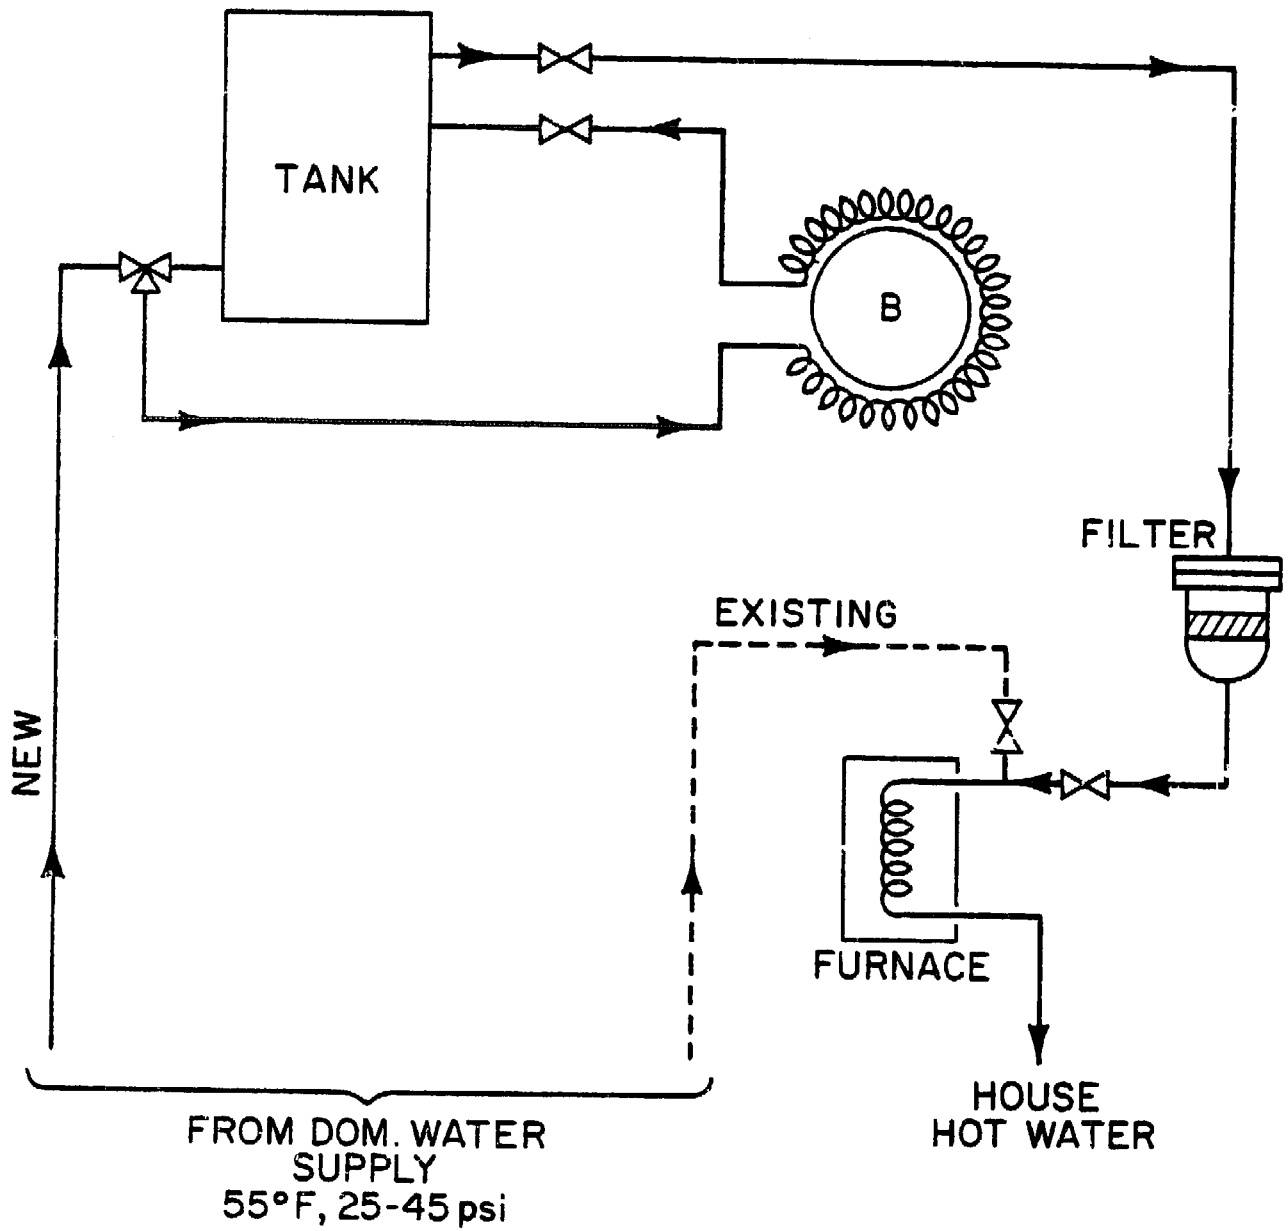 TANK
B
FILTER
EXISTING
NEW
FURNACE
HOUSE
HOT WATER
FROM DOM. WATER
SUPPLY
55°F, 25-45 psi